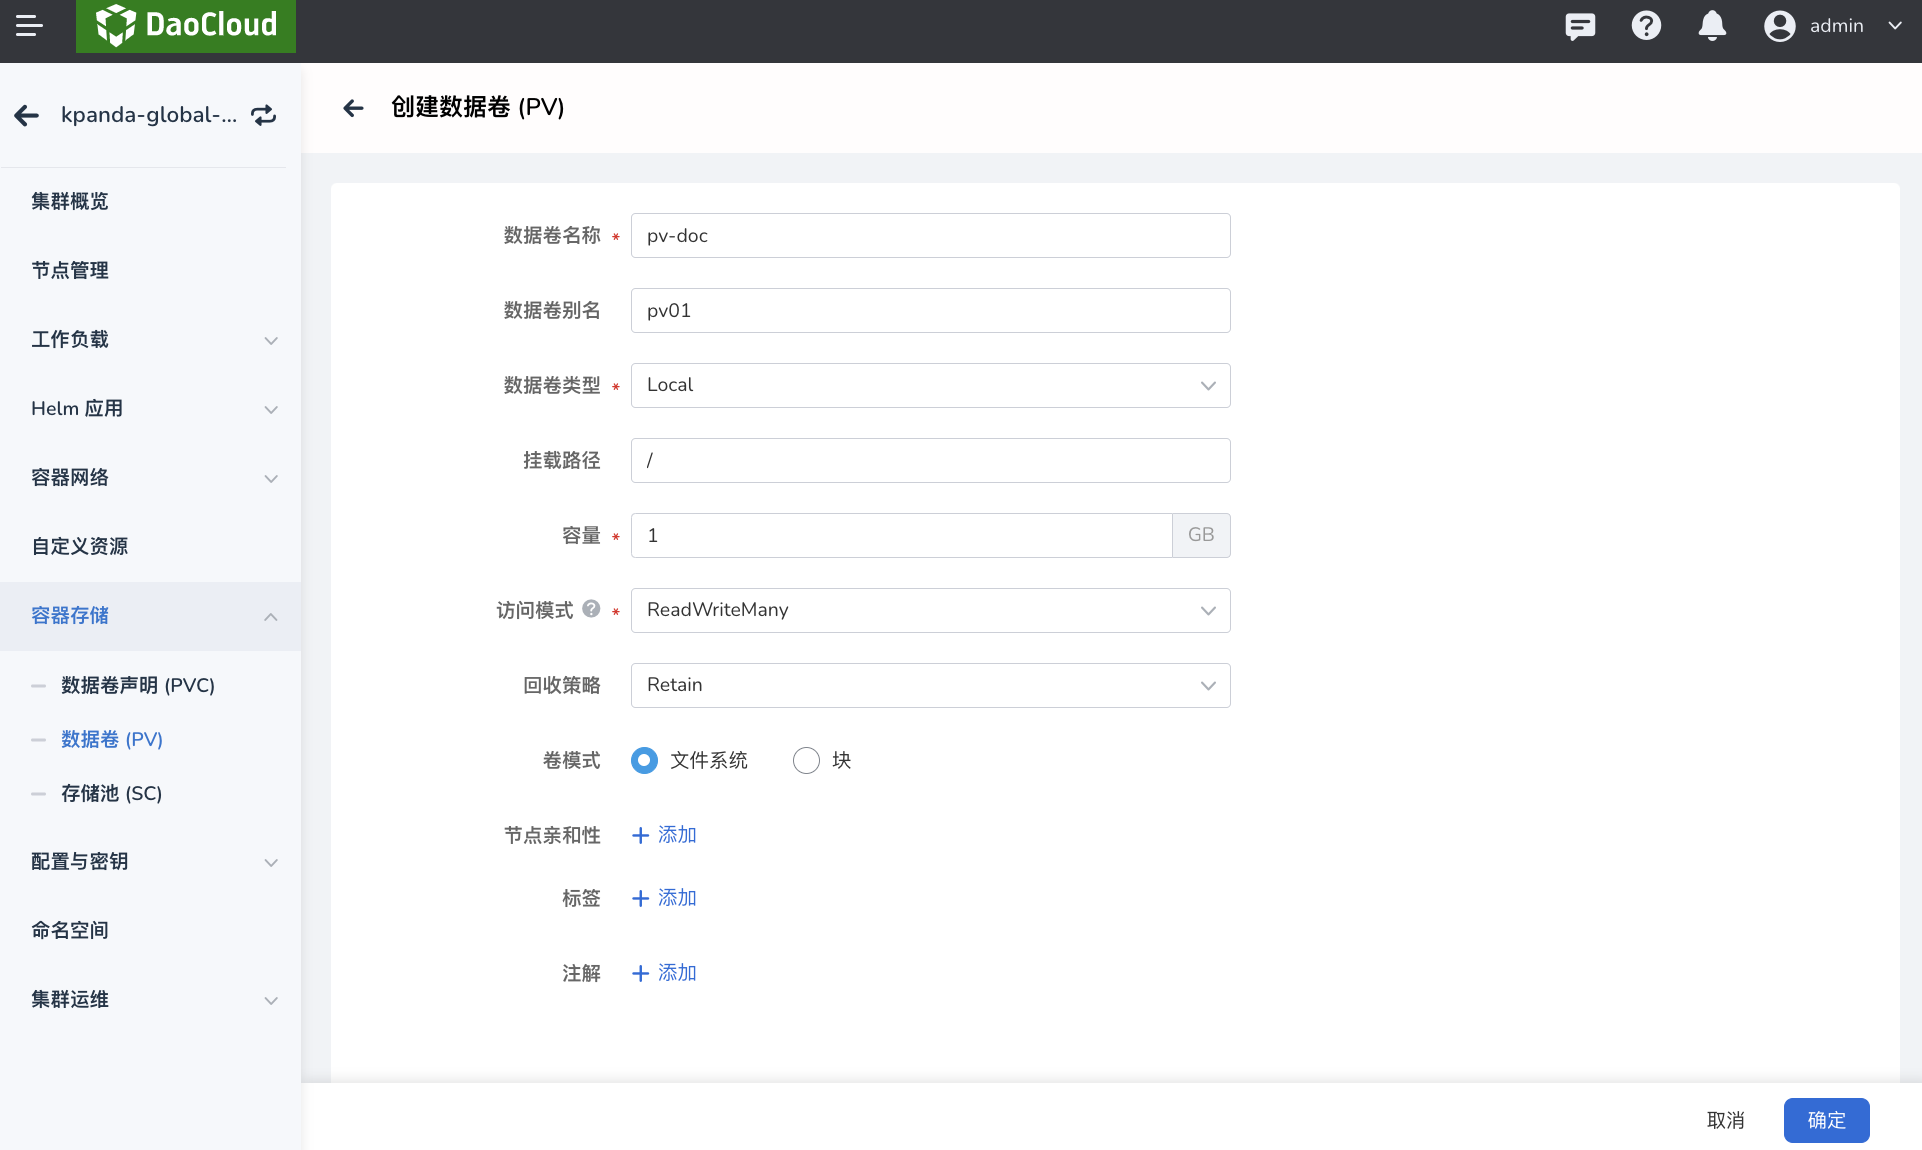 DaoCloud
admin
kpanda-global-...
创建数据卷 (PV)
集群概览
节点管理
工作负载
Helm 应用
容器网络
自定义资源
容器存储
数据卷声明 (PVC)
数据卷 (PV)
存储池 (SC)
配置与密钥
命名空间
集群运维
数据卷名称 * pv-doc
数据卷别名 pv01
数据卷类型 * Local
挂载路径 /
容量 * 1 GB
访问模式 * ReadWriteMany
回收策略 Retain
卷模式 文件系统 块
节点亲和性 + 添加
标签 + 添加
注解 + 添加
取消 确定